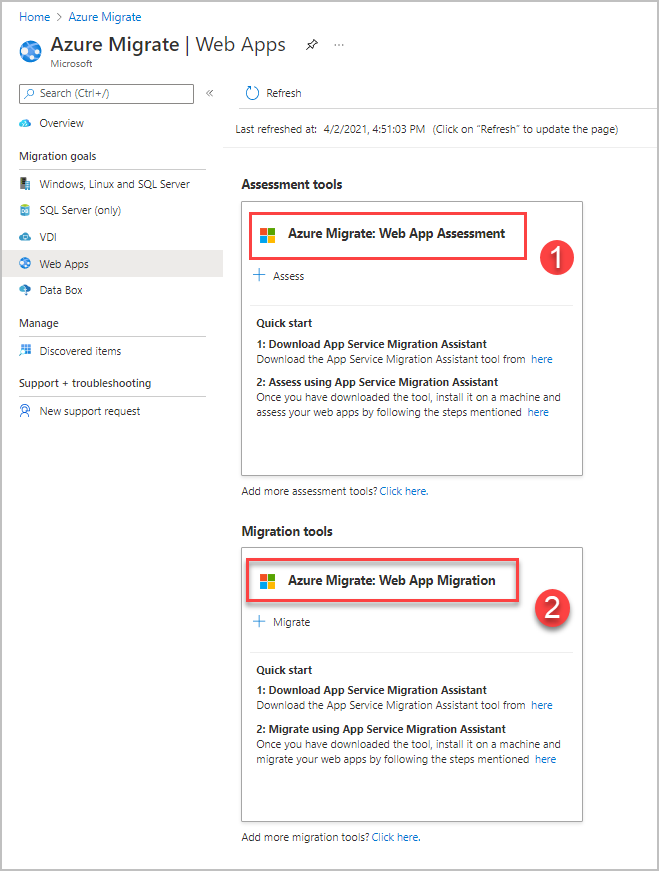 Home > Azure Migrate
Azure Migrate | Web Apps ...
Microsoft
Search (Ctrl+/) «
Overview
Migration goals
Windows, Linux and SQL Server
SQL Server (only)
VDI
Web Apps
Data Box
Manage
Discovered items
Support + troubleshooting
New support request
Refresh
Last refreshed at: 4/2/2021, 4:51:03 PM (Click on "Refresh" to update the page)
Assessment tools
Azure Migrate: Web App Assessment
1
+ Assess
Quick start
1: Download App Service Migration Assistant
Download the App Service Migration Assistant tool from here
2: Assess using App Service Migration Assistant
Once you have downloaded the tool, install it on a machine and
assess your web apps by following the steps mentioned here
Add more assessment tools? Click here.
Migration tools
Azure Migrate: Web App Migration
2
+ Migrate
Quick start
1: Download App Service Migration Assistant
Download the App Service Migration Assistant tool from here
2: Migrate using App Service Migration Assistant
Once you have downloaded the tool, install it on a machine and
migrate your web apps by following the steps mentioned here
Add more migration tools? Click here.